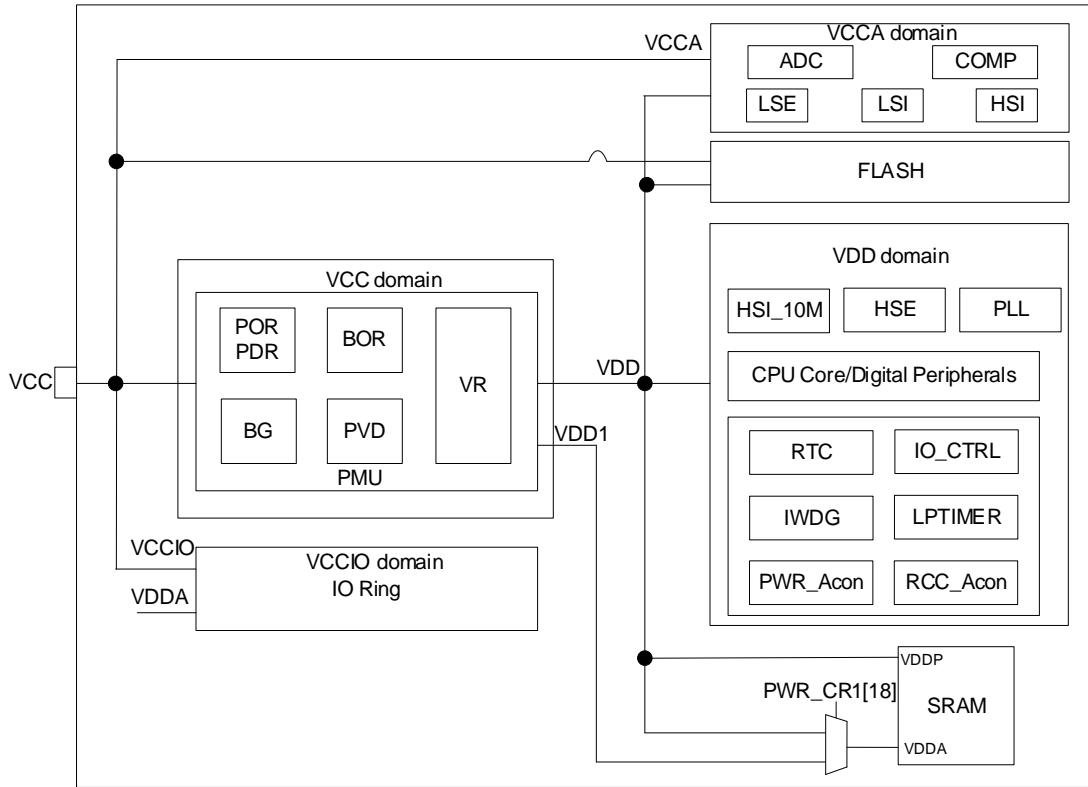 VCCA
VCCA domain
ADC
COMP
LSE
LSI
HSI
FLASH
VCC domain
POR
PDR
BOR
VR
BG
PVD
PMU
VCC
VDD
VDD1
VDD domain
HSI_10M
HSE
PLL
CPU Core/Digital Peripherals
RTC
IO_CTRL
IWDG
LPTIMER
PWR_Acon
RCC_Acon
VCCIO
VDDA
VCCIO domain
IO Ring
PWR_CR1[18]
VDDP
SRAM
VDDA